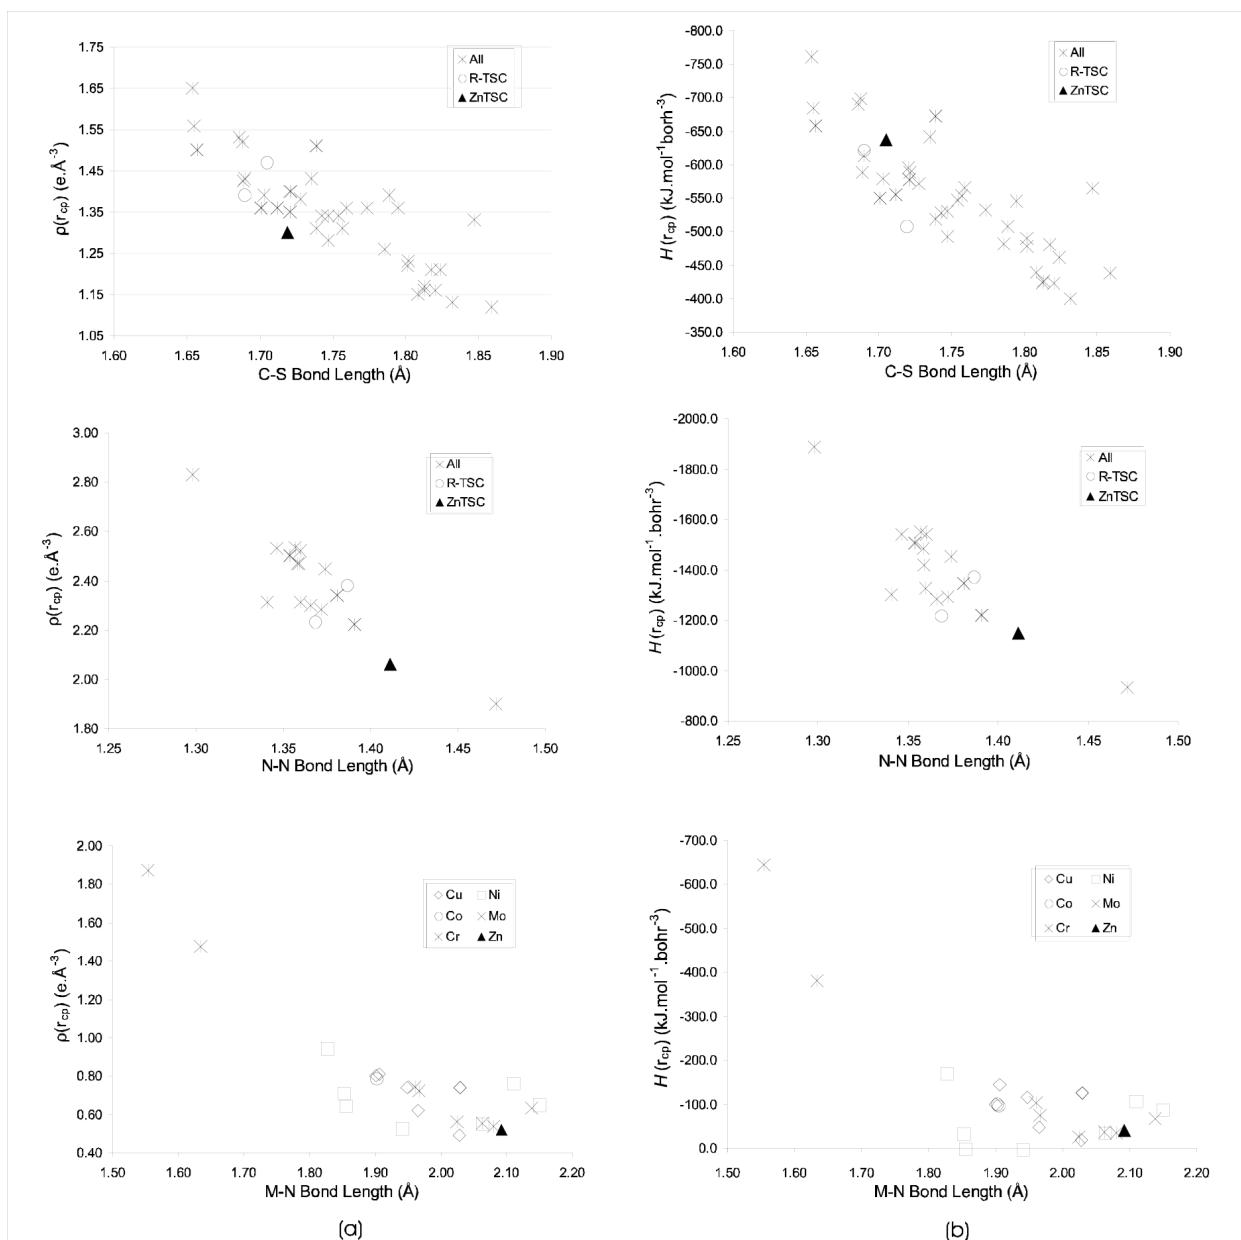 1.75
1.65
1.55
1.45
1.35
1.25
1.15
1.05
ρ(r_cp) (e.Å⁻³)
All
R-TSC
ZnTSC
1.60 1.65 1.70 1.75 1.80 1.85 1.90
C-S Bond Length (Å)
-800.0
-750.0
-700.0
-650.0
-600.0
-550.0
-500.0
-450.0
-400.0
-350.0
H (r_cp) (kJ.mol⁻¹borh⁻³)
All
R-TSC
ZnTSC
1.60 1.65 1.70 1.75 1.80 1.85 1.90
C-S Bond Length (Å)
3.00
2.80
2.60
2.40
2.20
2.00
1.80
ρ(r_cp) (e.Å⁻³)
All
R-TSC
ZnTSC
1.25 1.30 1.35 1.40 1.45 1.50
N-N Bond Length (Å)
-2000.0
-1800.0
-1600.0
-1400.0
-1200.0
-1000.0
-800.0
H (r_cp) (kJ.mol⁻¹.bohr⁻³)
All
R-TSC
ZnTSC
1.25 1.30 1.35 1.40 1.45 1.50
N-N Bond Length (Å)
2.00
1.80
1.60
1.40
1.20
1.00
0.80
0.60
0.40
ρ(r_cp) (e.Å⁻³)
Cu Ni
Co Mo
Cr Zn
1.50 1.60 1.70 1.80 1.90 2.00 2.10 2.20
M-N Bond Length (Å)
(a)
-700.0
-600.0
-500.0
-400.0
-300.0
-200.0
-100.0
0.0
H (r_cp) (kJ.mol⁻¹.bohr⁻³)
Cu Ni
Co Mo
Cr Zn
1.50 1.60 1.70 1.80 1.90 2.00 2.10 2.20
M-N Bond Length (Å)
(b)